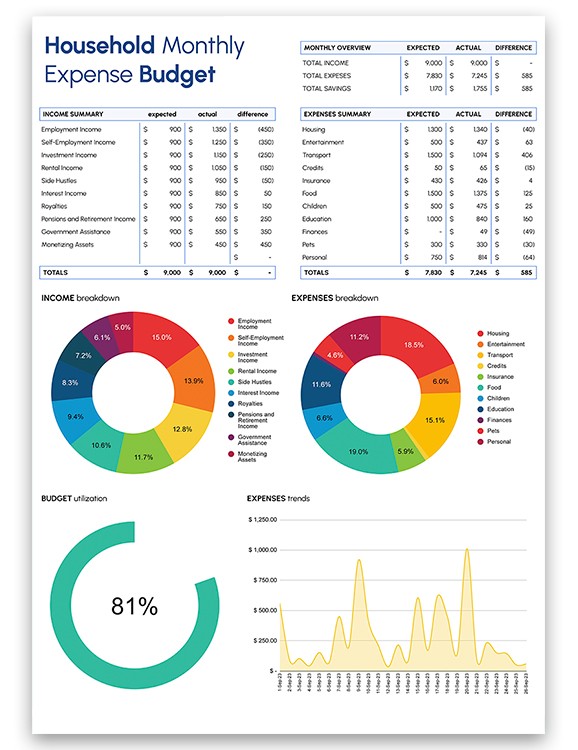 Household Monthly
Expense Budget
MONTHLY OVERVIEW EXPECTED ACTUAL DIFFERENCE
TOTAL INCOME $ 9,000 $ 9,000 $ -
TOTAL EXPESES $ 7,830 $ 7,245 $ 585
TOTAL SAVINGS $ 1,170 $ 1,755 $ 585
INCOME SUMMARY expected actual difference
Employment Income $ 900 $ 1,350 $ (450)
Self-Employment Income $ 900 $ 1,250 $ (350)
Investment Income $ 900 $ 1,150 $ (250)
Rental Income $ 900 $ 1,050 $ (150)
Side Hustles $ 900 $ 950 $ (50)
Interest Income $ 900 $ 850 $ 50
Royalties $ 900 $ 750 $ 150
Pensions and Retirement Income $ 900 $ 650 $ 250
Government Assistance $ 900 $ 550 $ 350
Monetizing Assets $ 900 $ 450 $ 450
$ -
TOTALS $ 9,000 $ 9,000 $ -
EXPENSES SUMMARY EXPECTED ACTUAL DIFFERENCE
Housing $ 1,300 $ 1,340 $ (40)
Entertainment $ 500 $ 437 $ 63
Transport $ 1,500 $ 1,094 $ 406
Credits $ 50 $ 65 $ (15)
Insurance $ 430 $ 426 $ 4
Food $ 1,500 $ 1,375 $ 125
Children $ 500 $ 475 $ 25
Education $ 1,000 $ 840 $ 160
Finances $ - $ 49 $ (49)
Pets $ 300 $ 330 $ (30)
Personal $ 750 $ 814 $ (64)
TOTALS $ 7,830 $ 7,245 $ 585
INCOME breakdown
15.0%
13.9%
12.8%
11.7%
10.6%
9.4%
8.3%
7.2%
6.1%
5.0%
Employment
Income
Self-Employment
Income
Investment
Income
Rental Income
Side Hustles
Interest Income
Royalties
Pensions and
Retirement
Income
Government
Assistance
Monetizing
Assets
EXPENSES breakdown
18.5%
6.0%
15.1%
5.9%
19.0%
6.6%
11.6%
4.6%
11.2%
Housing
Entertainment
Transport
Credits
Insurance
Food
Children
Education
Finances
Pets
Personal
BUDGET utilization
81%
EXPENSES trends
$ 1,250.00
$ 1,000.00
$ 750.00
$ 500.00
$ 250.00
$ -
1-Sep-23
2-Sep-23
3-Sep-23
4-Sep-23
5-Sep-23
6-Sep-23
7-Sep-23
8-Sep-23
9-Sep-23
10-Sep-23
11-Sep-23
12-Sep-23
13-Sep-23
14-Sep-23
15-Sep-23
16-Sep-23
17-Sep-23
18-Sep-23
19-Sep-23
20-Sep-23
21-Sep-23
22-Sep-23
23-Sep-23
24-Sep-23
25-Sep-23
26-Sep-23